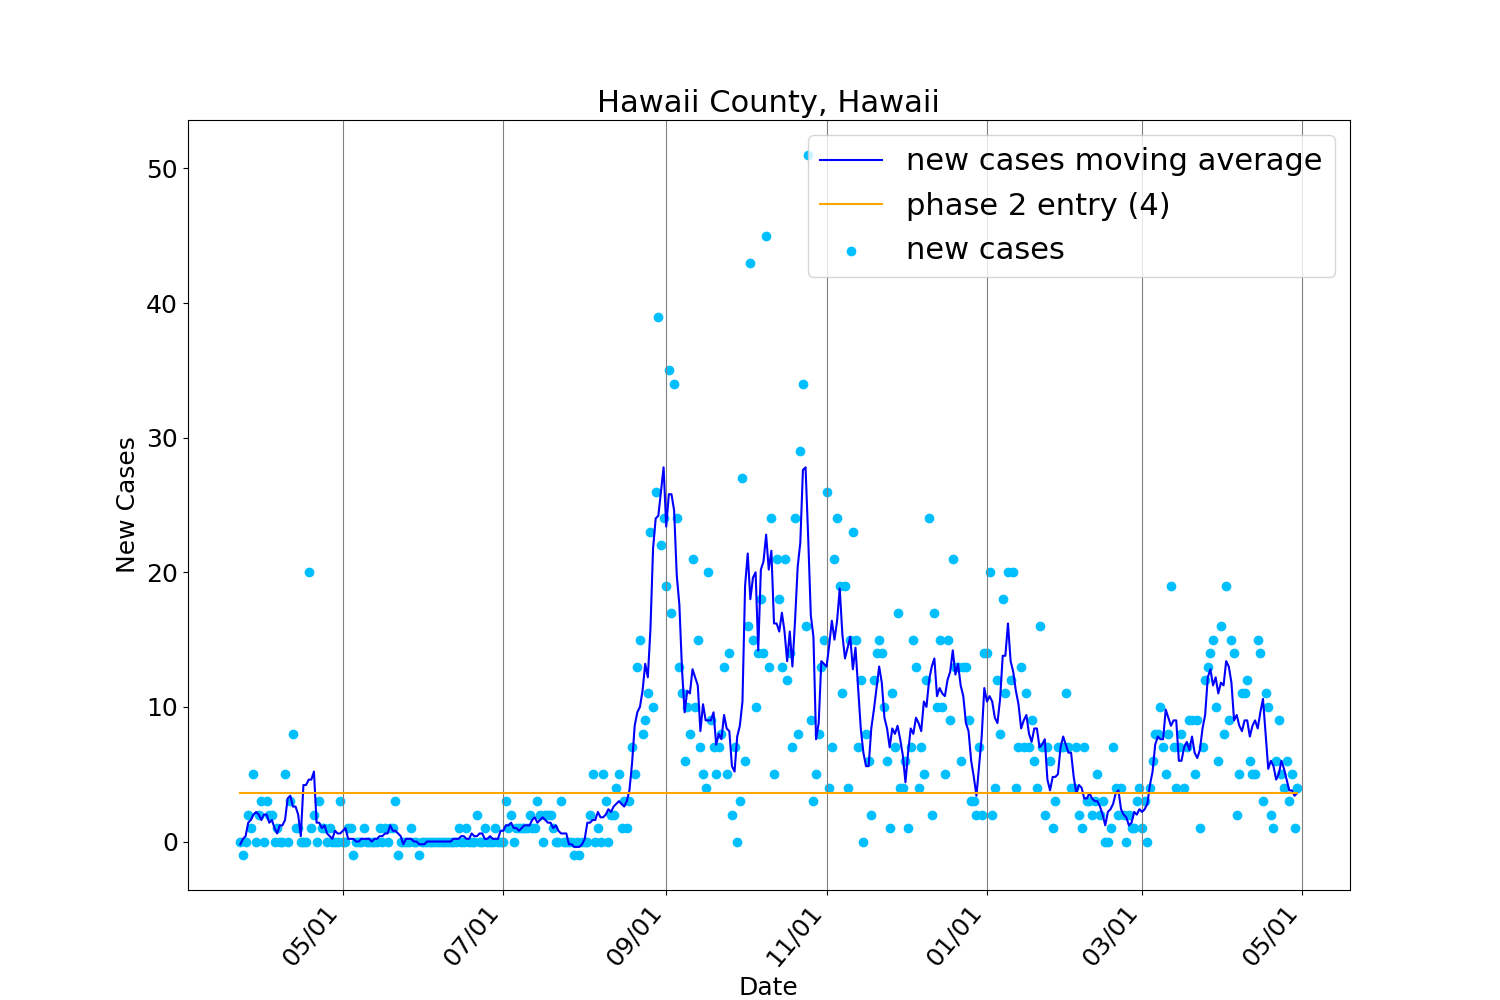 Hawaii County, Hawaii
new cases moving average
phase 2 entry (4)
new cases
New Cases
50
40
30
20
10
0
05/01
07/01
09/01
11/01
01/01
03/01
05/01
Date